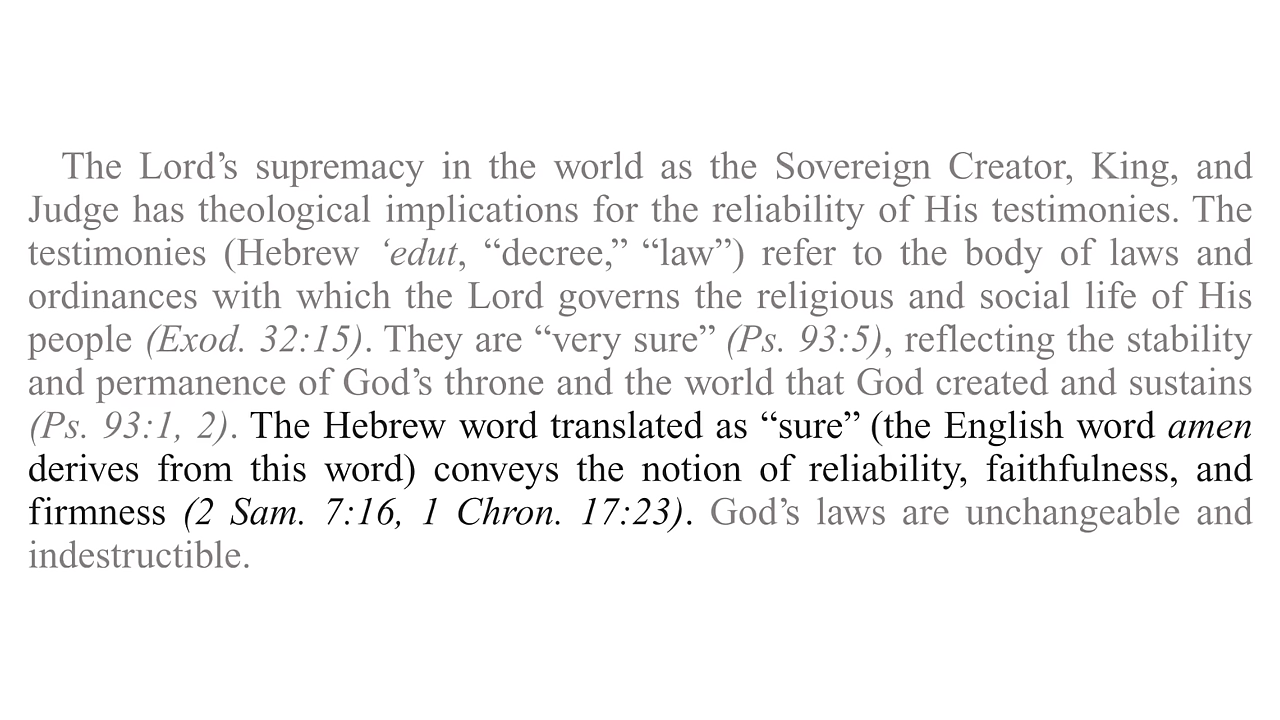 The Lord’s supremacy in the world as the Sovereign Creator, King, and
Judge has theological implications for the reliability of His testimonies. The
testimonies (Hebrew ‘edut, “decree,” “law”) refer to the body of laws and
ordinances with which the Lord governs the religious and social life of His
people (Exod. 32:15). They are “very sure” (Ps. 93:5), reflecting the stability
and permanence of God’s throne and the world that God created and sustains
(Ps. 93:1, 2). The Hebrew word translated as “sure” (the English word amen
derives from this word) conveys the notion of reliability, faithfulness, and
firmness (2 Sam. 7:16, 1 Chron. 17:23). God’s laws are unchangeable and
indestructible.